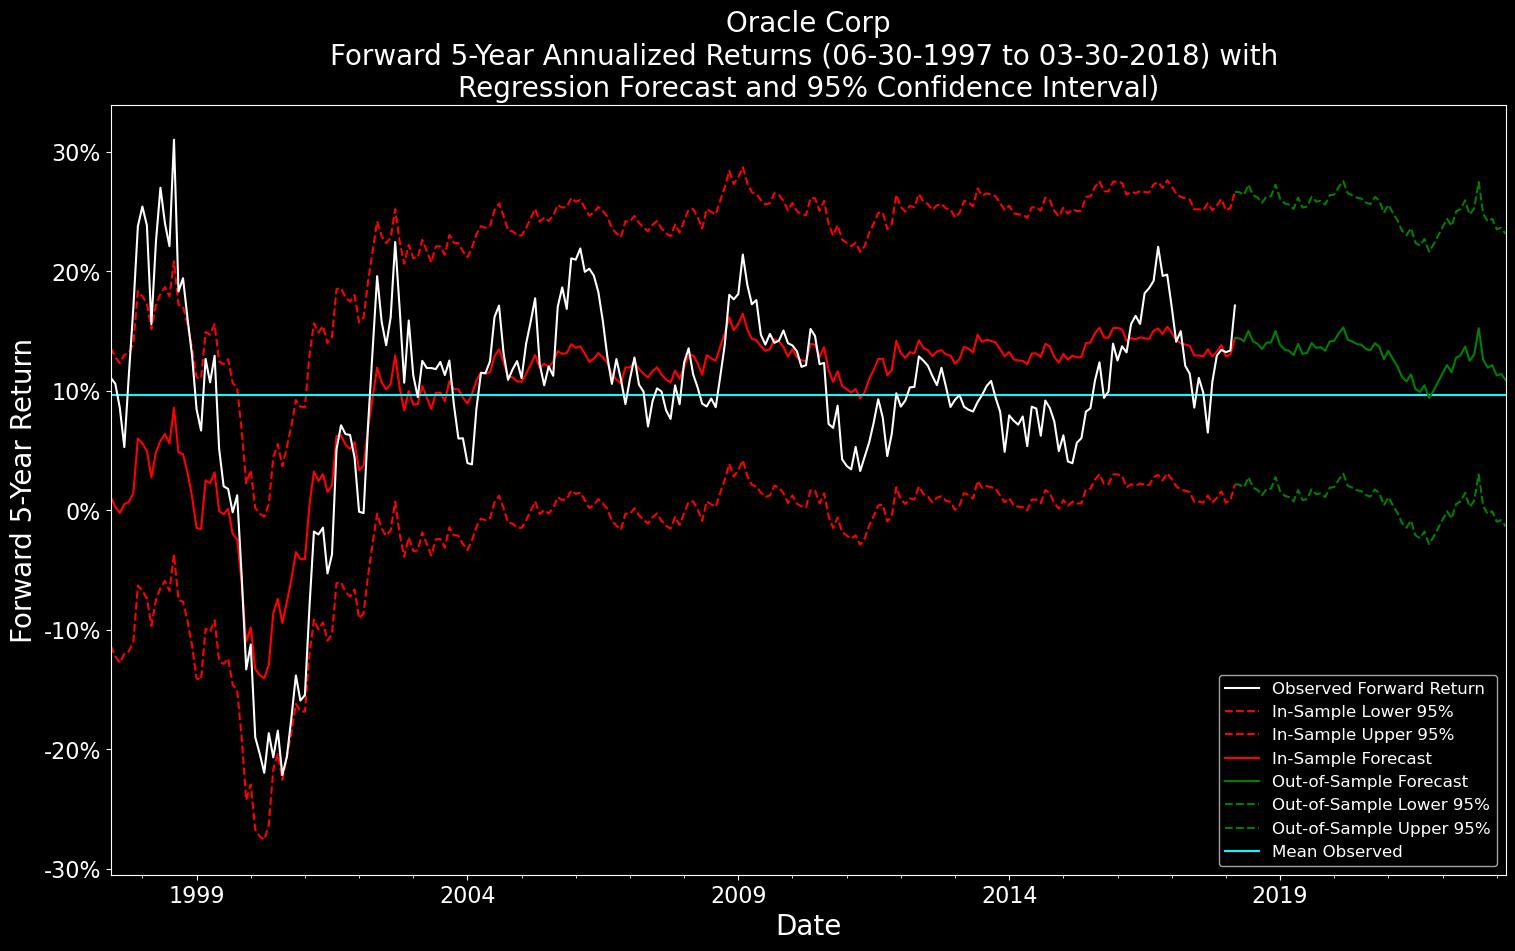 Oracle Corp
Forward 5-Year Annualized Returns (06-30-1997 to 03-30-2018) with
Regression Forecast and 95% Confidence Interval)
Forward 5-Year Return
30%
20%
10%
0%
-10%
-20%
-30%
1999
2004
2009
2014
2019
Date
Observed Forward Return
In-Sample Lower 95%
In-Sample Upper 95%
In-Sample Forecast
Out-of-Sample Forecast
Out-of-Sample Lower 95%
Out-of-Sample Upper 95%
Mean Observed